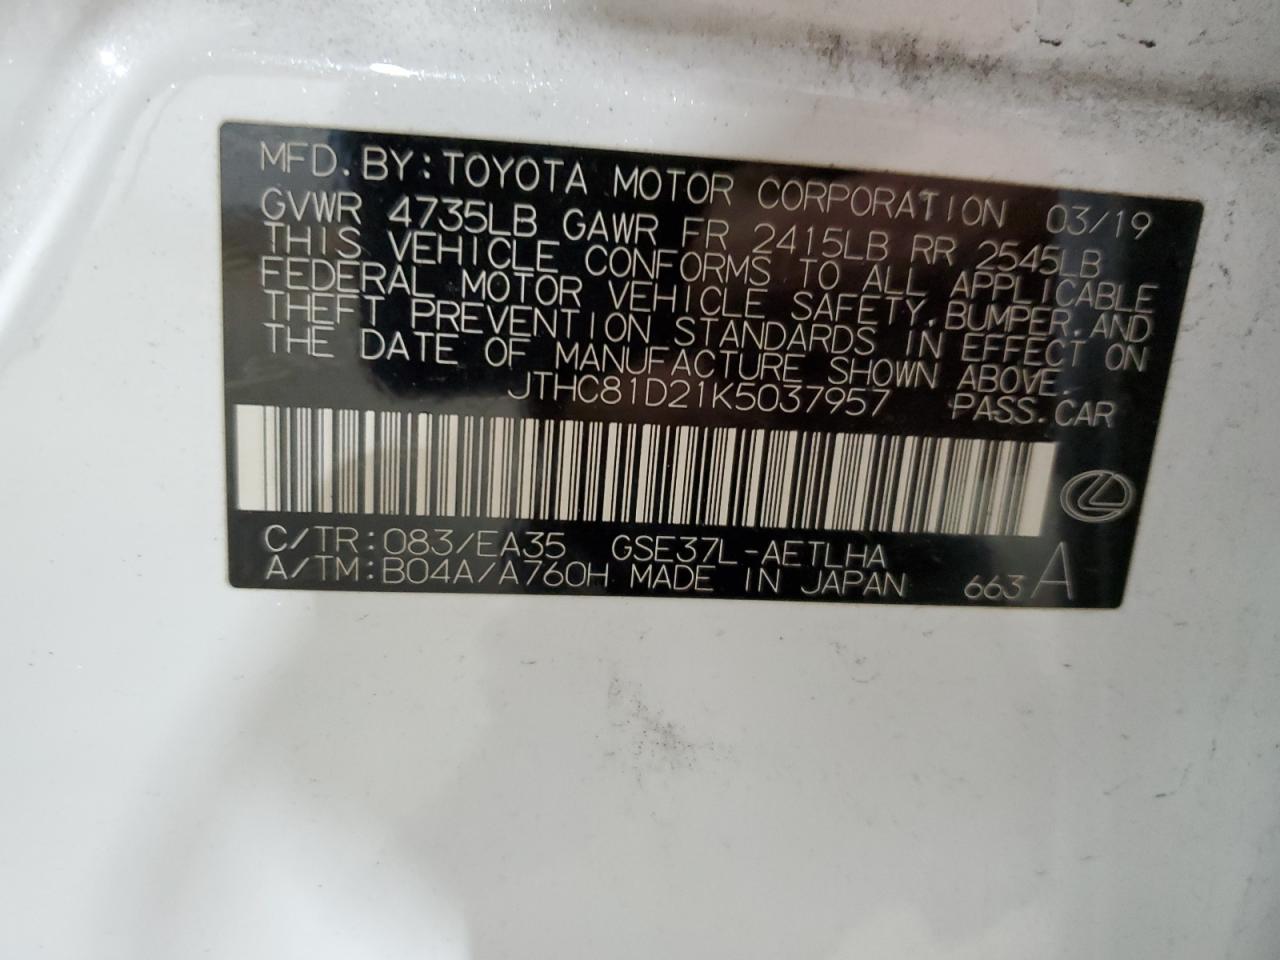 MFD.BY:TOYOTA MOTOR CORPORATION 03/19
GVWR 4735LB GAWR FR 2415LB RR 2545LB
THIS VEHICLE CONFORMS TO ALL APPLICABLE
FEDERAL MOTOR VEHICLE SAFETY,BUMPER,AND
THEFT PREVENTION STANDARDS IN EFFECT ON
THE DATE OF MANUFACTURE SHOWN ABOVE.
JTHC81D21K5037957 PASS.CAR
C/TR:083/EA35 GSE37L-AETLHA
A/TM:B04A/A760H MADE IN JAPAN 663 A